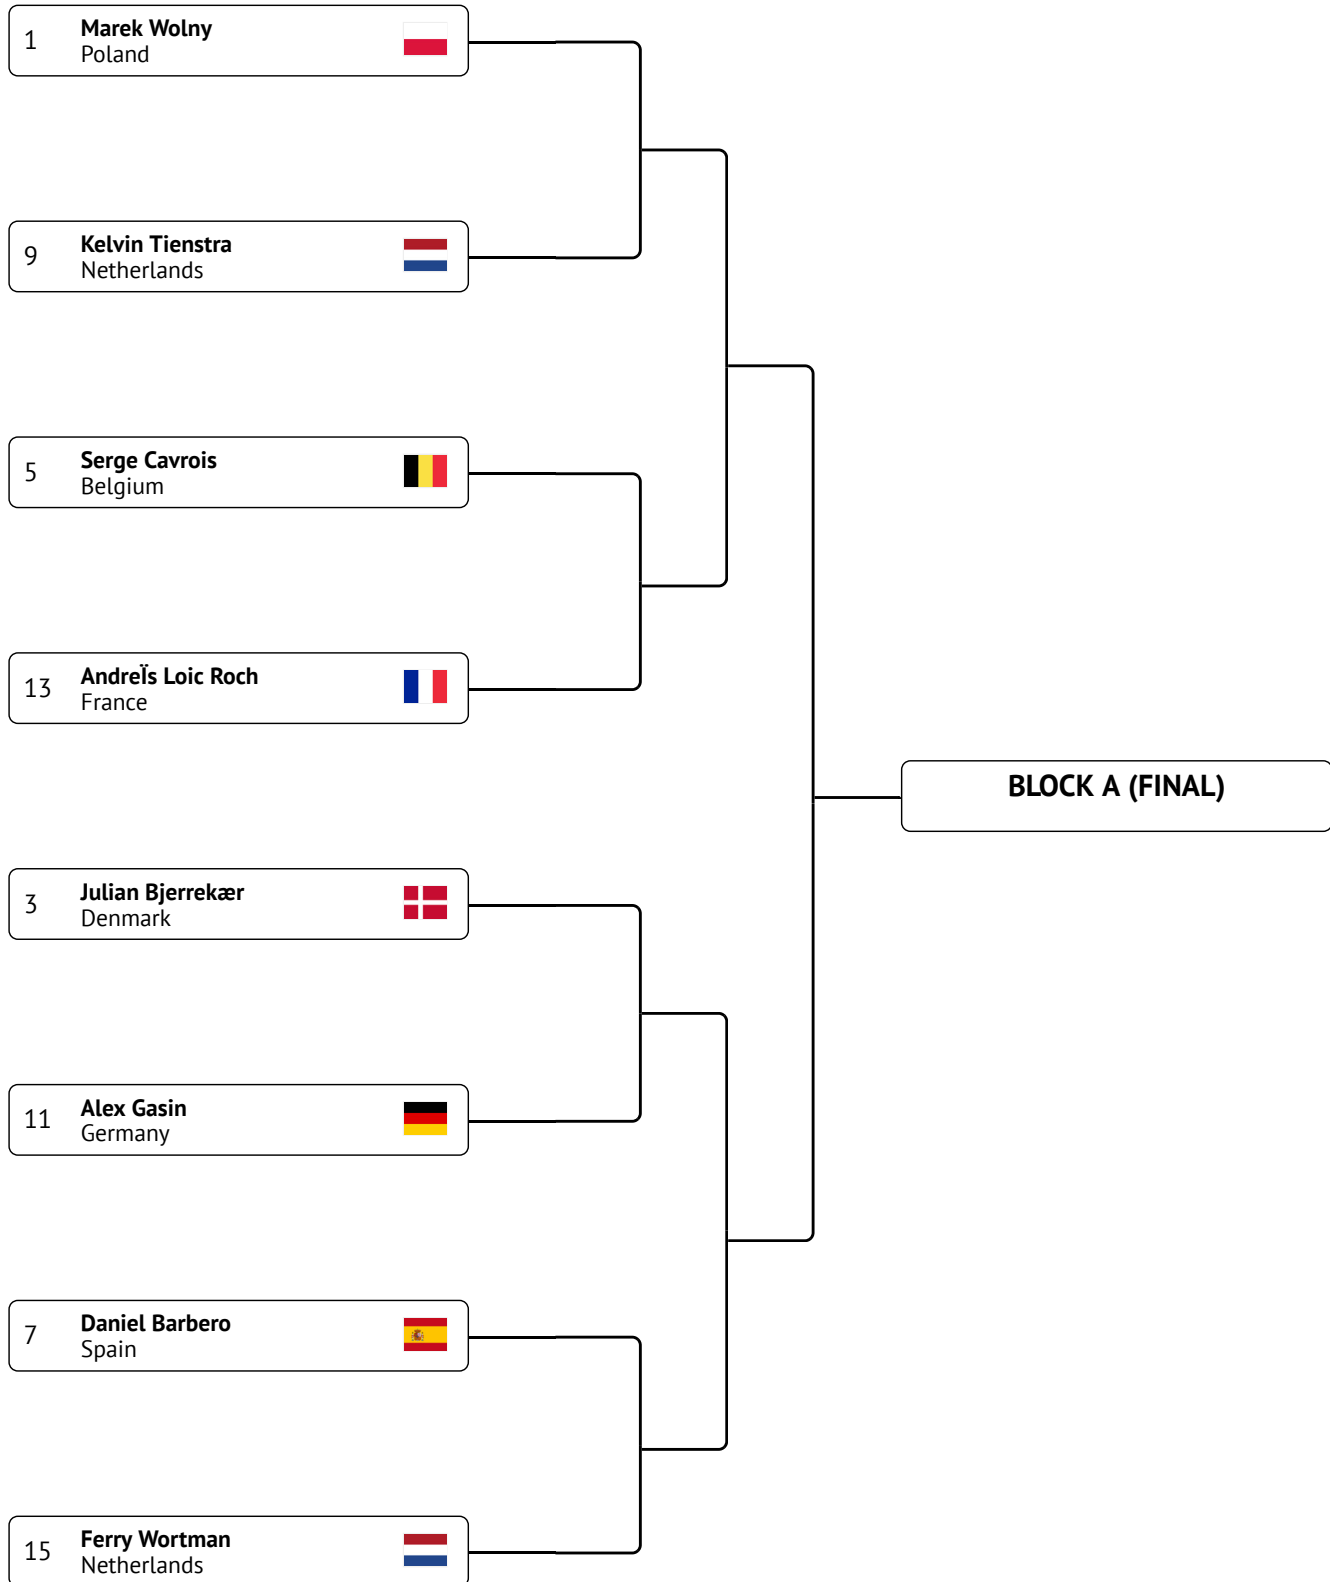 1
Marek Wolny
Poland
9
Kelvin Tienstra
Netherlands
5
Serge Cavrois
Belgium
13
AndreÏs Loic Roch
France
BLOCK A (FINAL)
3
Julian Bjerrekær
Denmark
11
Alex Gasin
Germany
7
Daniel Barbero
Spain
15
Ferry Wortman
Netherlands